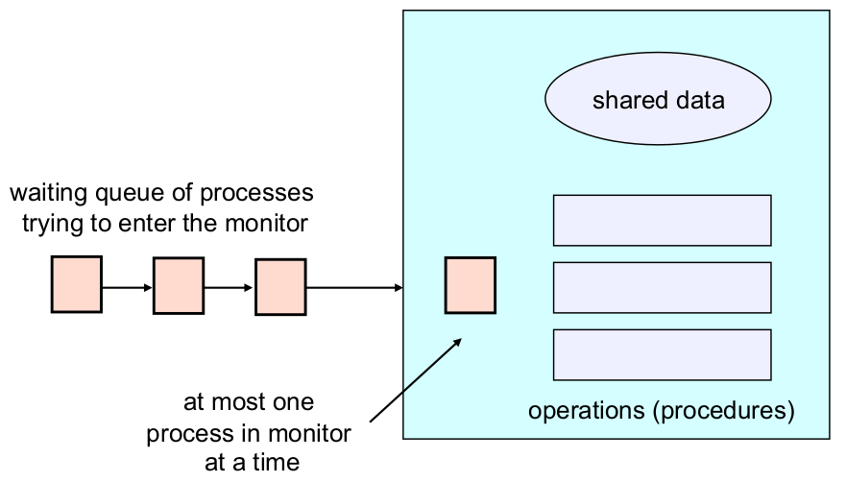 shared data
waiting queue of processes
trying to enter the monitor
at most one
process in monitor
at a time
operations (procedures)